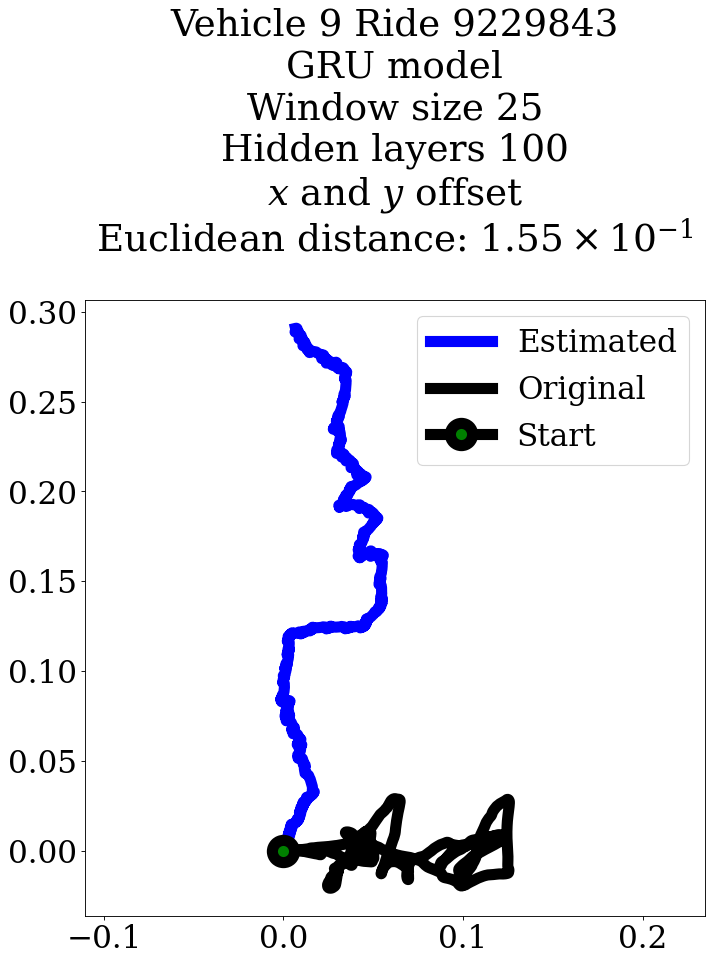 Vehicle 9 Ride 9229843
GRU model
Window size 25
Hidden layers 100
x and y offset
Euclidean distance: 1.55 × 10⁻¹
0.30
0.25
0.20
0.15
0.10
0.05
0.00
−0.1 0.0 0.1 0.2
Estimated
Original
Start